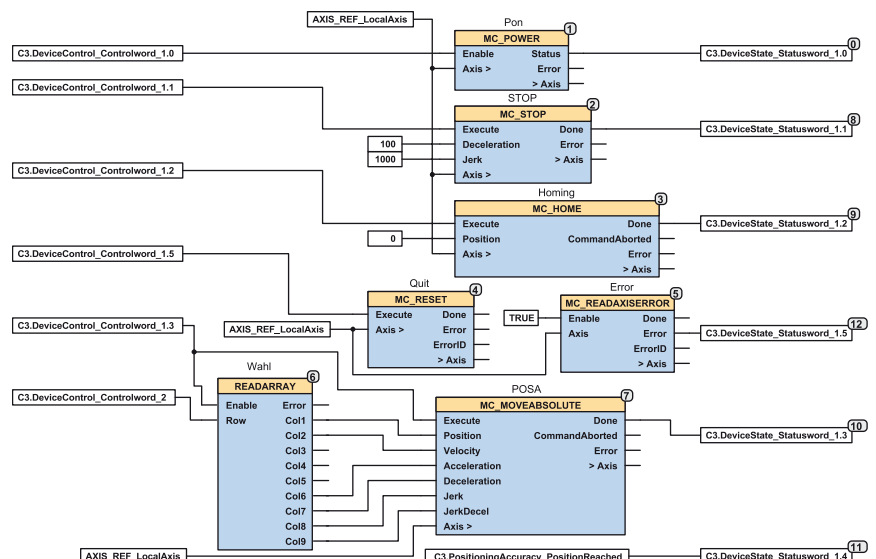 AXIS_REF_LocalAxis
Pon
1
MC_POWER
0
C3.DeviceControl_Controlword_1.0
Enable Status
C3.DeviceState_Statusword_1.0
Axis > Error
> Axis
C3.DeviceControl_Controlword_1.1
STOP
2
MC_STOP
8
Execute Done
C3.DeviceState_Statusword_1.1
100
Deceleration Error
1000
Jerk > Axis
Axis >
C3.DeviceControl_Controlword_1.2
Homing
3
MC_HOME
9
Execute Done
C3.DeviceState_Statusword_1.2
0
Position CommandAborted
Axis > Error
> Axis
C3.DeviceControl_Controlword_1.5
Quit
4
MC_RESET
Execute Done
Axis > Error
ErrorID
> Axis
AXIS_REF_LocalAxis
Error
5
MC_READAXISERROR
TRUE
Enable Done
12
Axis Error
C3.DeviceState_Statusword_1.5
ErrorID
> Axis
C3.DeviceControl_Controlword_1.3
Wahl
6
READARRAY
C3.DeviceControl_Controlword_2
Enable Error
Row Col1
Col2
Col3
Col4
Col5
Col6
Col7
Col8
Col9
POSA
7
MC_MOVEABSOLUTE
Execute Done
10
Position CommandAborted
C3.DeviceState_Statusword_1.3
Velocity Error
Acceleration > Axis
Deceleration
Jerk
JerkDecel
Axis >
11
AXIS_REF_LocalAxis
C3.PositioningAccuracy_PositionReached
C3.DeviceState_Statusword_1.4